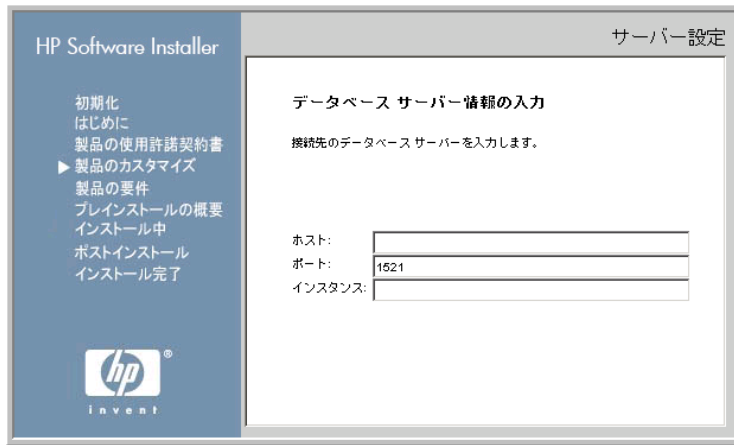 HP Software Installer
サーバー設定
初期化
はじめに
製品の使用許諾契約書
製品のカスタマイズ
製品の要件
プレインストールの概要
インストール中
ポストインストール
インストール完了
データベース サーバー情報の入力
接続先のデータベース サーバーを入力します。
ホスト:
ポート: 1521
インスタンス:
hp ®
invent